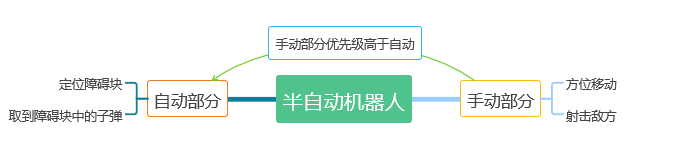 手动部分优先级高于自动
定位障碍块
取到障碍块中的子弹
自动部分
半自动机器人
手动部分
方位移动
射击敌方